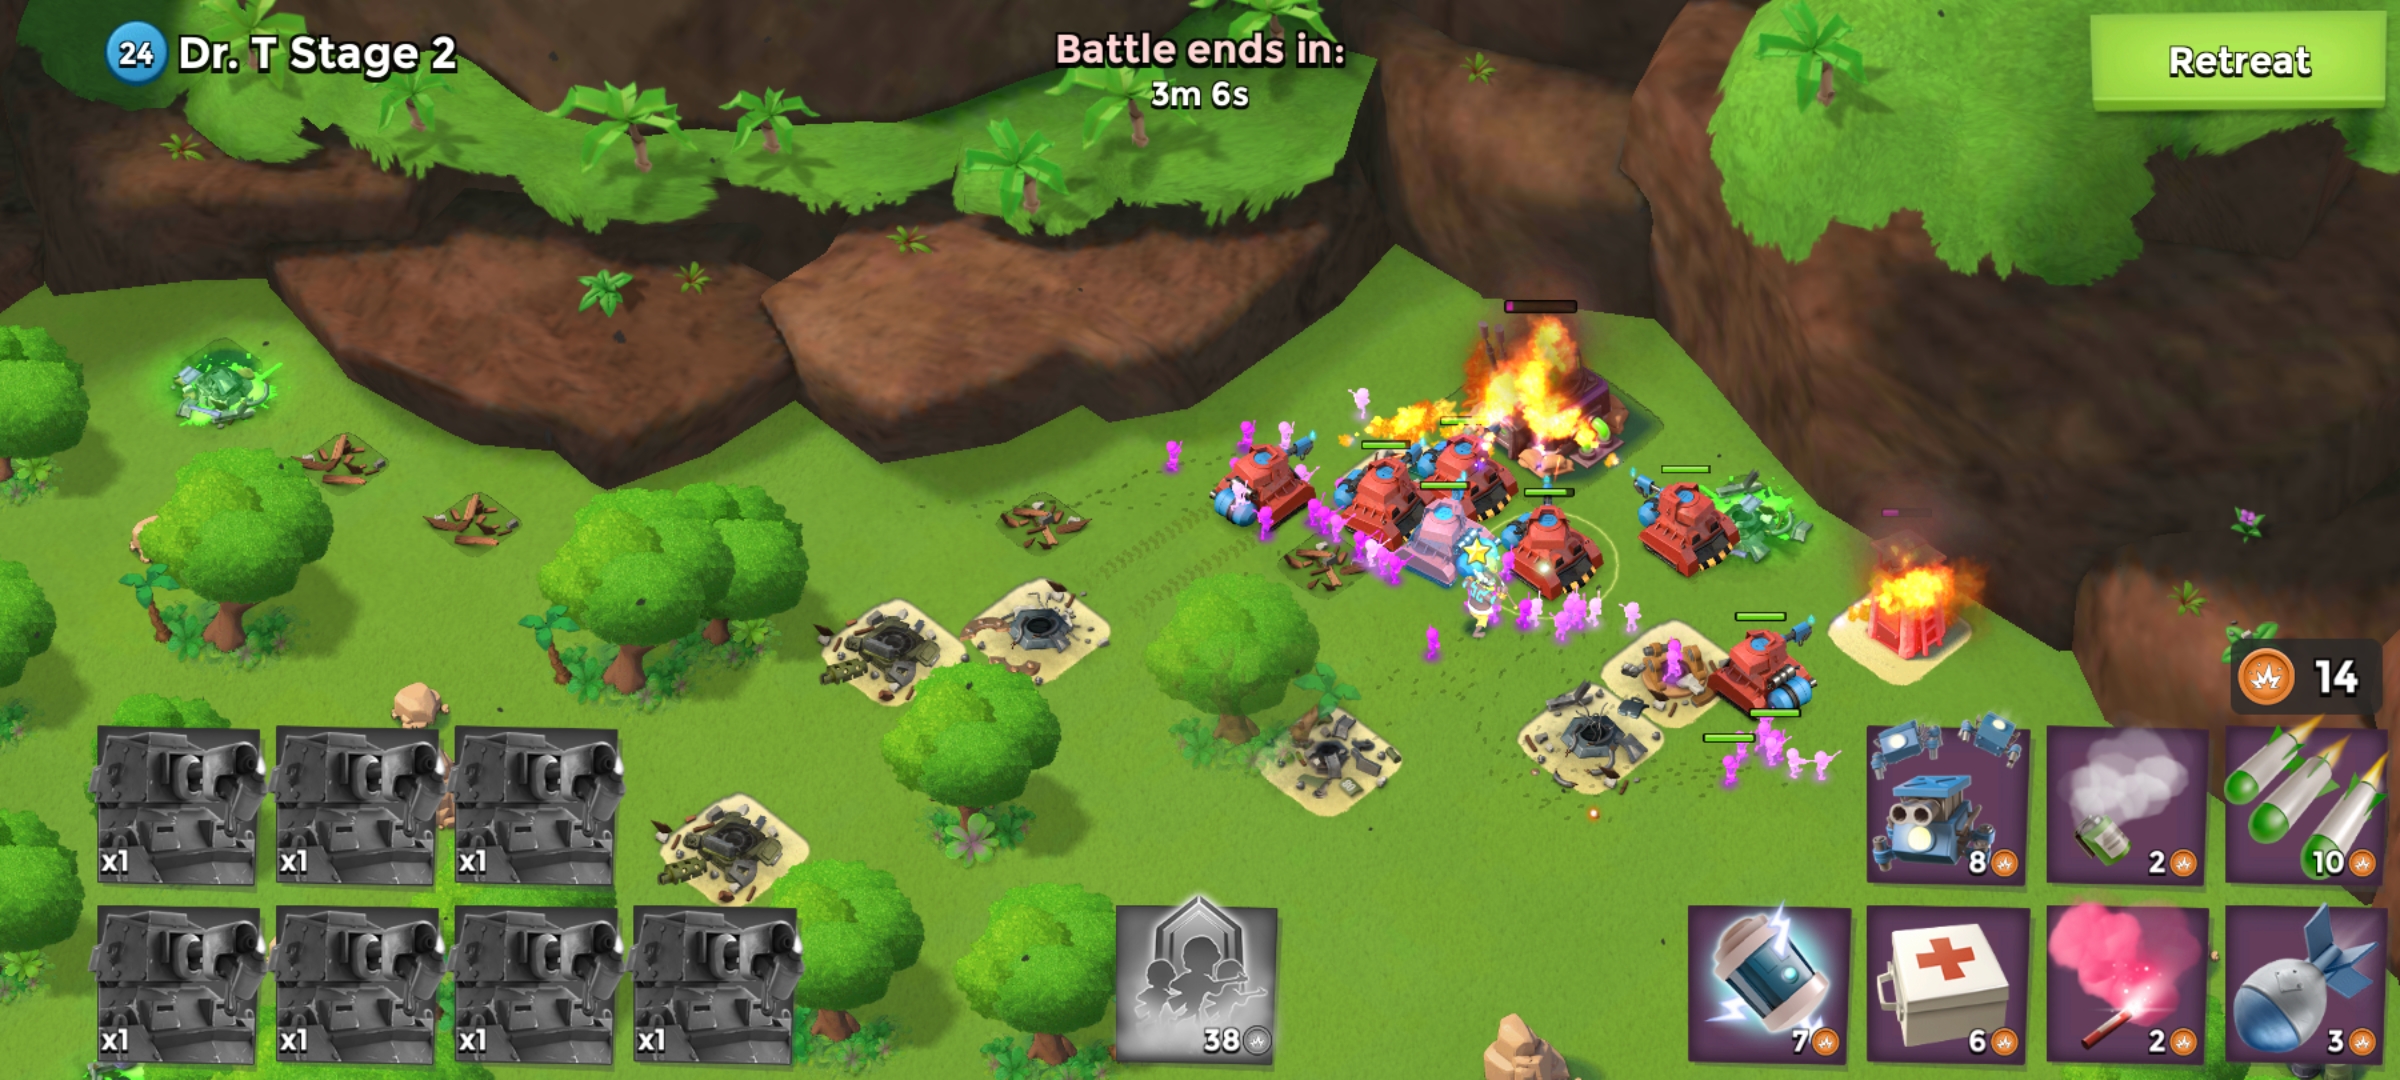 24 Dr. T Stage 2
Battle ends in:
3m 6s
Retreat
14
x1 x1 x1
8 2 10
x1 x1 x1 x1
38
7 6 2 3